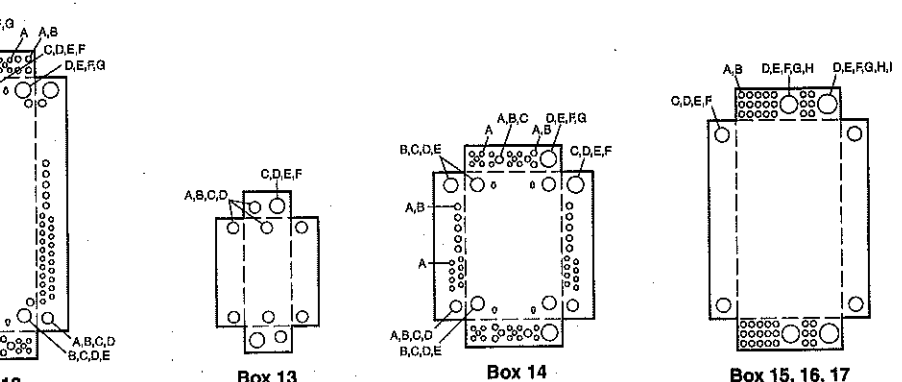 F,G
A
A,B
C,D,E,F
D,E,F,G
A,B,C,D
B,C,D,E
A,B,C,D
C,D,E,F
Box 13
B,C,D,E
A
A,B,C
A,B
D,E,F,G
C,D,E,F
A,B
A
A,B,C,D
B,C,D,E
Box 14
C,D,E,F
A,B
D,E,F,G,H
D,E,F,G,H,I
Box 15, 16, 17